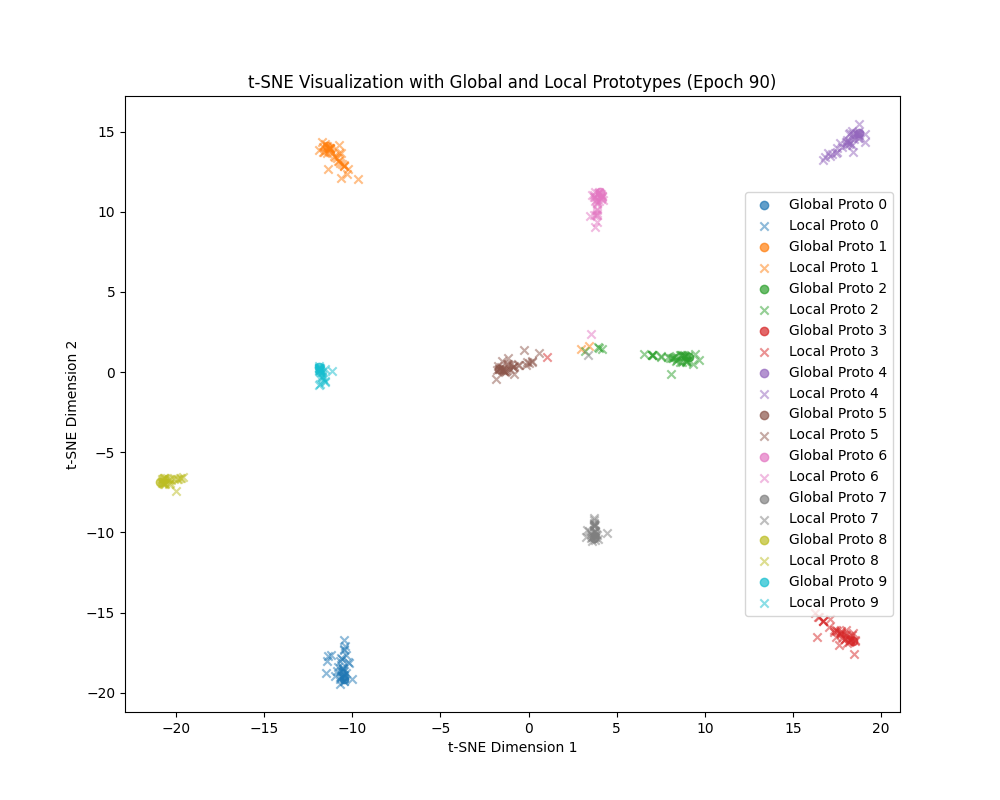 t-SNE Visualization with Global and Local Prototypes (Epoch 90)
15
10
5
0
−5
−10
−15
−20
t-SNE Dimension 2
−20
−15
−10
−5
0
5
10
15
20
t-SNE Dimension 1
Global Proto 0
Local Proto 0
Global Proto 1
Local Proto 1
Global Proto 2
Local Proto 2
Global Proto 3
Local Proto 3
Global Proto 4
Local Proto 4
Global Proto 5
Local Proto 5
Global Proto 6
Local Proto 6
Global Proto 7
Local Proto 7
Global Proto 8
Local Proto 8
Global Proto 9
Local Proto 9